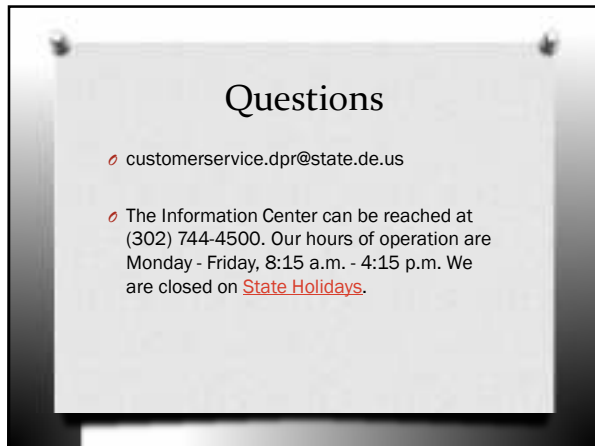 Questions
customerservice.dpr@state.de.us
The Information Center can be reached at
(302) 744-4500. Our hours of operation are
Monday - Friday, 8:15 a.m. - 4:15 p.m. We
are closed on State Holidays.